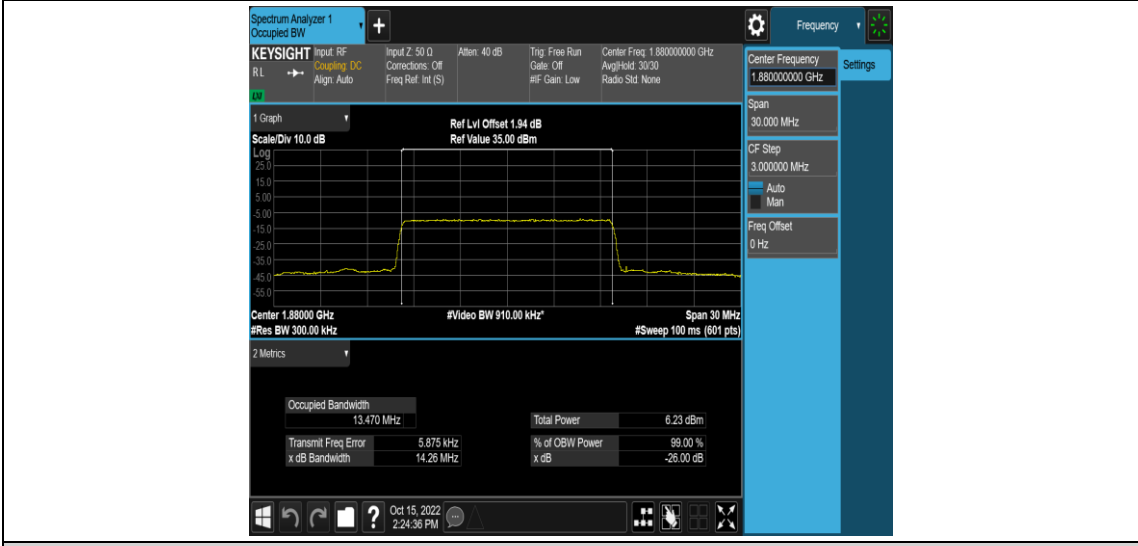 Spectrum Analyzer 1
Occupied BW
Frequency
KEYSIGHT
RL
Input: RF
Coupling: DC
Align: Auto
Input Z: 50 Ω
Corrections: Off
Freq Ref: Int (S)
Atten: 40 dB
Trig: Free Run
Gate: Off
#IF Gain: Low
Center Freq: 1.880000000 GHz
Avg|Hold: 30/30
Radio Std: None
Center Frequency
1.880000000 GHz
Settings
Span
30.000 MHz
CF Step
3.000000 MHz
Auto
Man
Freq Offset
0 Hz
1 Graph
Scale/Div 10.0 dB
Ref Lvl Offset 1.94 dB
Ref Value 35.00 dBm
Log
25.0
15.0
5.00
-5.00
-15.0
-25.0
-35.0
-45.0
-55.0
Center 1.88000 GHz
#Video BW 910.00 kHz*
Span 30 MHz
#Res BW 300.00 kHz
#Sweep 100 ms (601 pts)
2 Metrics
Occupied Bandwidth
13.470 MHz
Total Power 6.23 dBm
Transmit Freq Error 5.875 kHz
% of OBW Power 99.00 %
x dB Bandwidth 14.26 MHz
x dB -26.00 dB
?
Oct 15, 2022
2:24:36 PM